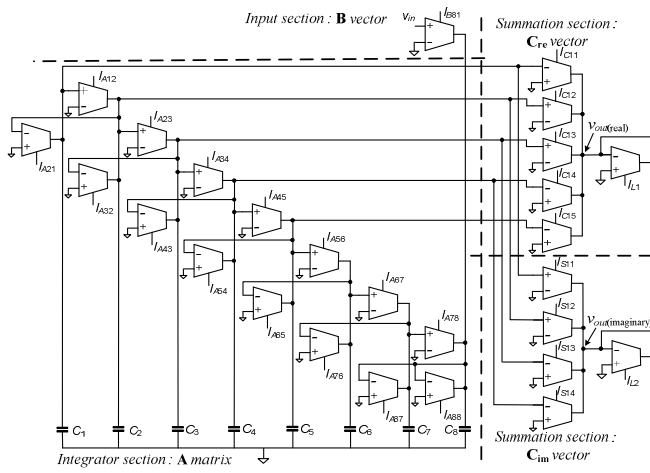 Input section : B vector
v_in
I_B81
Summation section :
C_re vector
I_C11
I_A12
I_C12
I_A23
I_C13
v_out(real)
I_A21
I_A34
I_C14
I_L1
I_A32
I_A45
I_C15
I_A43
I_A56
I_A54
I_S11
I_A67
I_A65
I_S12
v_out(imaginary)
I_A78
I_A76
I_S13
I_L2
I_S14
I_A87
I_A88
C_1
C_2
C_3
C_4
C_5
C_6
C_7
C_8
Integrator section : A matrix
Summation section :
C_im vector